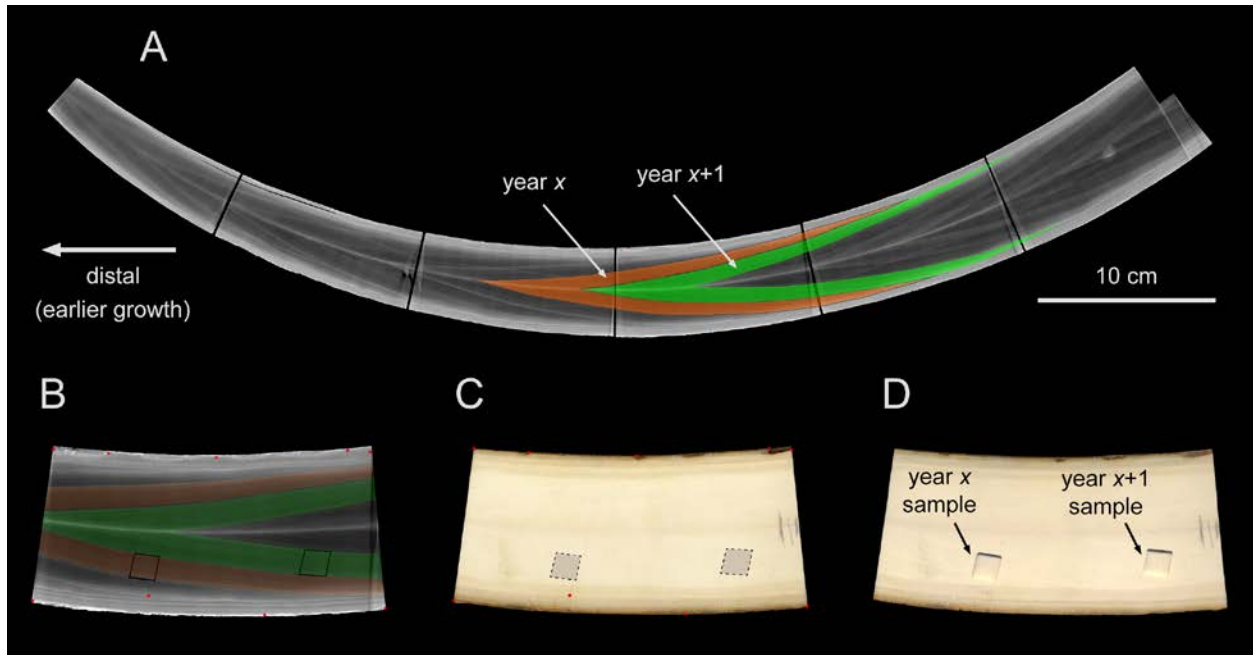 A
year x
year x+1
distal
(earlier growth)
10 cm
B
C
D
year x
sample
year x+1
sample